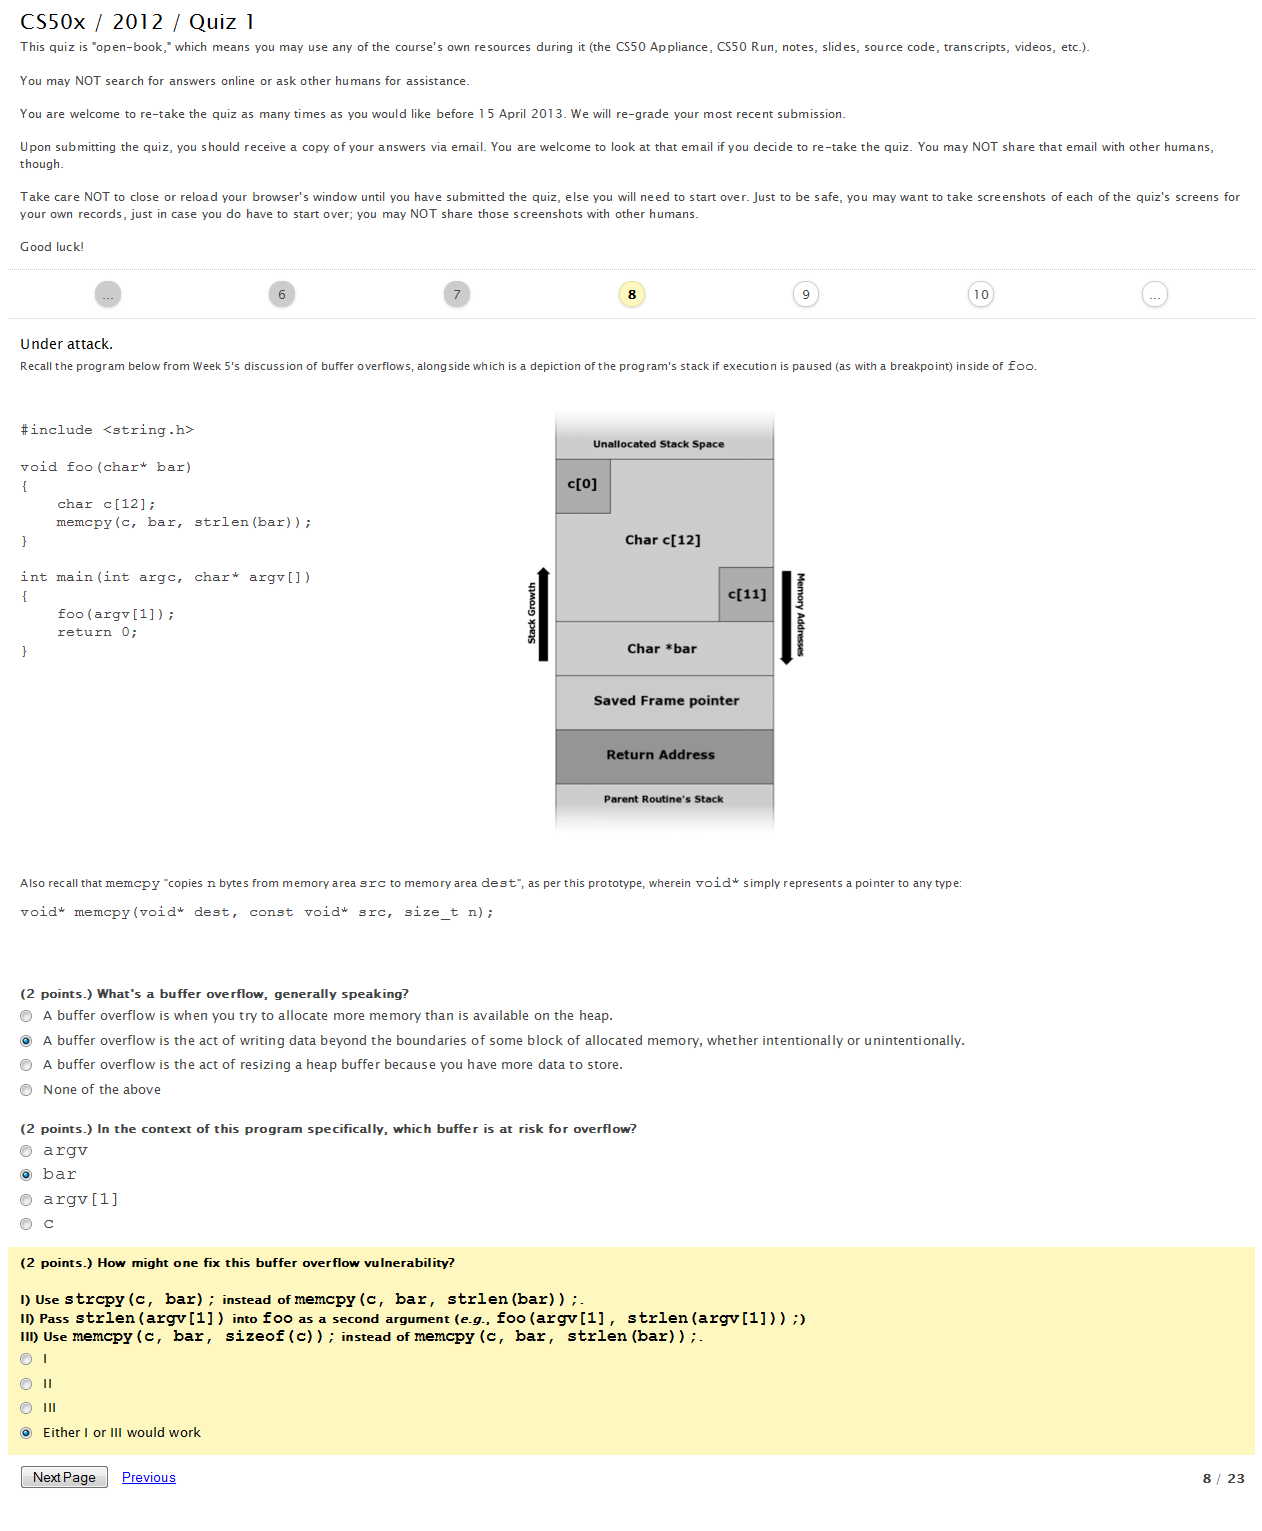 CS50x / 2012 / Quiz 1
This quiz is "open-book," which means you may use any of the course's own resources during it (the CS50 Appliance, CS50 Run, notes, slides, source code, transcripts, videos, etc.).
You may NOT search for answers online or ask other humans for assistance.
You are welcome to re-take the quiz as many times as you would like before 15 April 2013. We will re-grade your most recent submission.
Upon submitting the quiz, you should receive a copy of your answers via email. You are welcome to look at that email if you decide to re-take the quiz. You may NOT share that email with other humans,
though.
Take care NOT to close or reload your browser's window until you have submitted the quiz, else you will need to start over. Just to be safe, you may want to take screenshots of each of the quiz's screens for
your own records, just in case you do have to start over; you may NOT share those screenshots with other humans.
Good luck!
... 6 7 8 9 10 ...
Under attack.
Recall the program below from Week 5's discussion of buffer overflows, alongside which is a depiction of the program's stack if execution is paused (as with a breakpoint) inside of foo.
#include <string.h>
void foo(char* bar)
{
char c[12];
memcpy(c, bar, strlen(bar));
}
int main(int argc, char* argv[])
{
foo(argv[1]);
return 0;
}
Unallocated Stack Space
c[0]
Char c[12]
c[11]
Stack Growth
Memory Addresses
Char *bar
Saved Frame pointer
Return Address
Parent Routine's Stack
Also recall that memcpy "copies n bytes from memory area src to memory area dest", as per this prototype, wherein void* simply represents a pointer to any type:
void* memcpy(void* dest, const void* src, size_t n);
(2 points.) What's a buffer overflow, generally speaking?
A buffer overflow is when you try to allocate more memory than is available on the heap.
A buffer overflow is the act of writing data beyond the boundaries of some block of allocated memory, whether intentionally or unintentionally.
A buffer overflow is the act of resizing a heap buffer because you have more data to store.
None of the above
(2 points.) In the context of this program specifically, which buffer is at risk for overflow?
argv
bar
argv[1]
c
(2 points.) How might one fix this buffer overflow vulnerability?
I) Use strcpy(c, bar); instead of memcpy(c, bar, strlen(bar));.
II) Pass strlen(argv[1]) into foo as a second argument (e.g., foo(argv[1], strlen(argv[1]));)
III) Use memcpy(c, bar, sizeof(c)); instead of memcpy(c, bar, strlen(bar));.
I
II
III
Either I or III would work
Next Page Previous 8 / 23